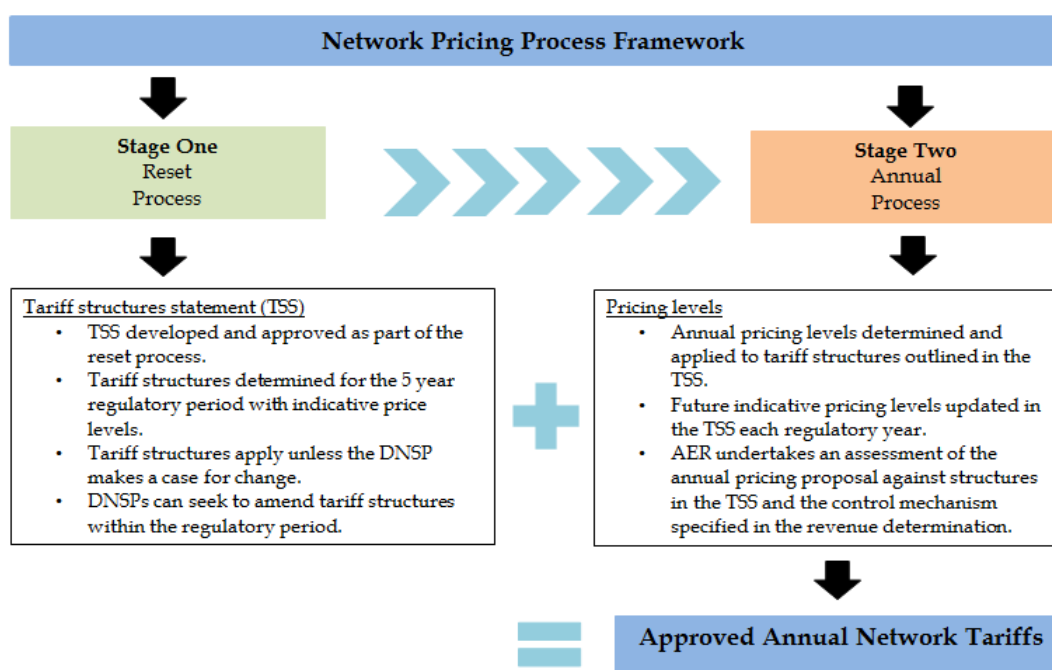 Network Pricing Process Framework
Stage One
Reset
Process
Stage Two
Annual
Process
Tariff structures statement (TSS)
• TSS developed and approved as part of the
reset process.
• Tariff structures determined for the 5 year
regulatory period with indicative price
levels.
• Tariff structures apply unless the DNSP
makes a case for change.
• DNSPs can seek to amend tariff structures
within the regulatory period.
Pricing levels
• Annual pricing levels determined and
applied to tariff structures outlined in the
TSS.
• Future indicative pricing levels updated in
the TSS each regulatory year.
• AER undertakes an assessment of the
annual pricing proposal against structures
in the TSS and the control mechanism
specified in the revenue determination.
Approved Annual Network Tariffs